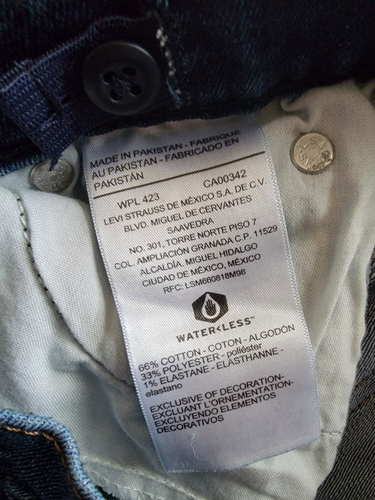 MADE IN PAKISTAN - FABRIQUÉ
AU PAKISTAN - FABRICADO EN
PAKISTÁN
WPL 423 CA00342
LEVI STRAUSS DE MÉXICO S.A. DE C.V.
BLVD. MIGUEL DE CERVANTES
SAAVEDRA
NO. 301, TORRE NORTE PISO 7
COL. AMPLIACIÓN GRANADA C.P. 11529
ALCALDÍA. MIGUEL HIDALGO
CIUDAD DE MÉXICO, MÉXICO
RFC: LSM660818M96
WATER<LESS™
66% COTTON - COTON - ALGODÓN
33% POLYESTER - poliéster
1% ELASTANE - ELASTHANNE -
elastano
EXCLUSIVE OF DECORATION-
EXCLUANT L'ORNEMENTATION-
EXCLUYENDO ELEMENTOS
DECORATIVOS